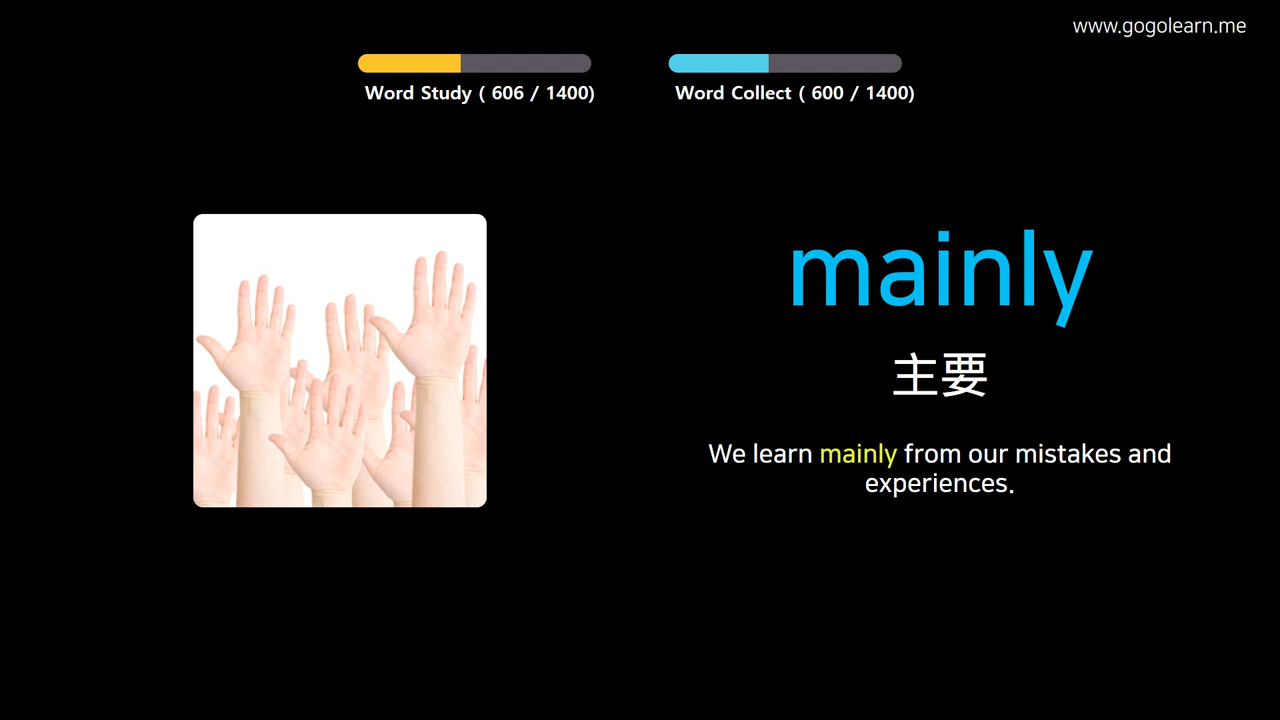 www.gogolearn.me
Word Study ( 606 / 1400)
Word Collect ( 600 / 1400)
mainly
主要
We learn mainly from our mistakes and
experiences.